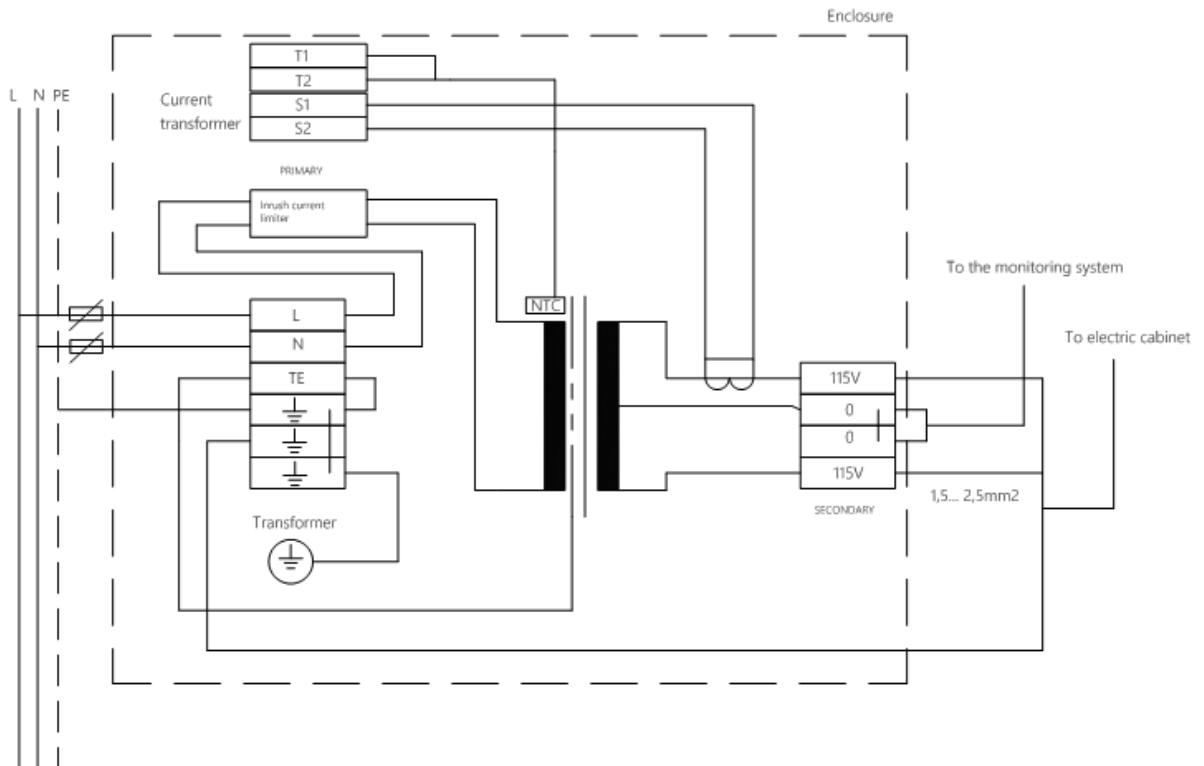 Enclosure
T1
T2
S1
S2
L N PE
Current
transformer
PRIMARY
Inrush current
limiter
To the monitoring system
NTC
L
To electric cabinet
N
TE
115V
0
0
115V
1,5... 2,5mm2
SECONDARY
Transformer